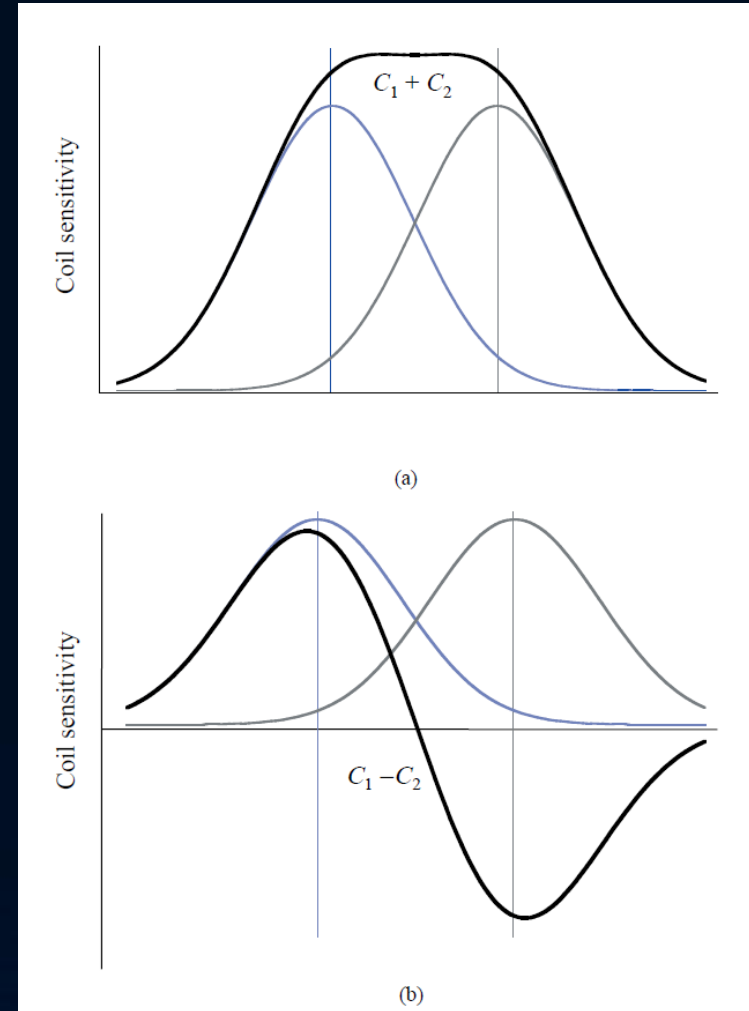 Coil sensitivity
C₁ + C₂
(a)
Coil sensitivity
C₁ –C₂
(b)